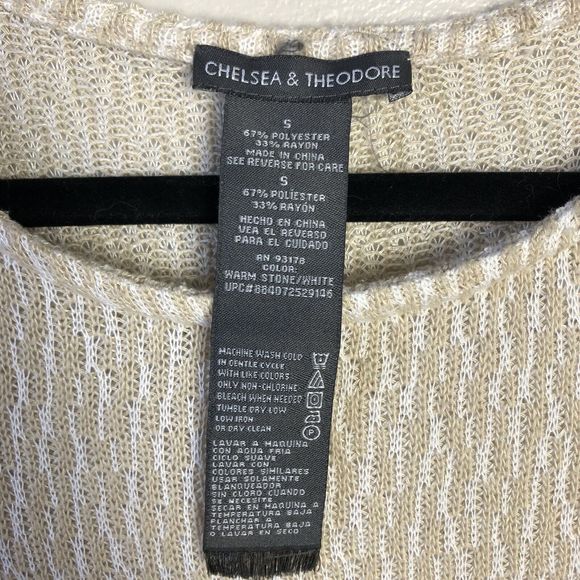 CHELSEA & THEODORE
S
67% POLYESTER
33% RAYON
MADE IN CHINA
SEE REVERSE FOR CARE
S
67% POLIESTER
33% RAYÓN
HECHO EN CHINA
VEA EL REVERSO
PARA EL CUIDADO
RN 93178
COLOR:
WARM STONE/WHITE
UPC#884072529146
MACHINE WASH COLD
IN GENTLE CYCLE
WITH LIKE COLORS
ONLY NON-CHLORINE
BLEACH WHEN NEEDED
TUMBLE DRY LOW
LOW IRON
OR DRY CLEAN
P
LAVAR A MAQUINA
CON AGUA FRIA
CICLO SUAVE
LAVAR CON
COLORES SIMILARES
USAR SOLAMENTE
BLANQUEADOR
SIN CLORO CUANDO
SE NECESITE
SECAR EN MAQUINA A
TEMPERATURA BAJA
PLANCHAR A
TEMPERATURA BAJA
O LAVAR EN SECO